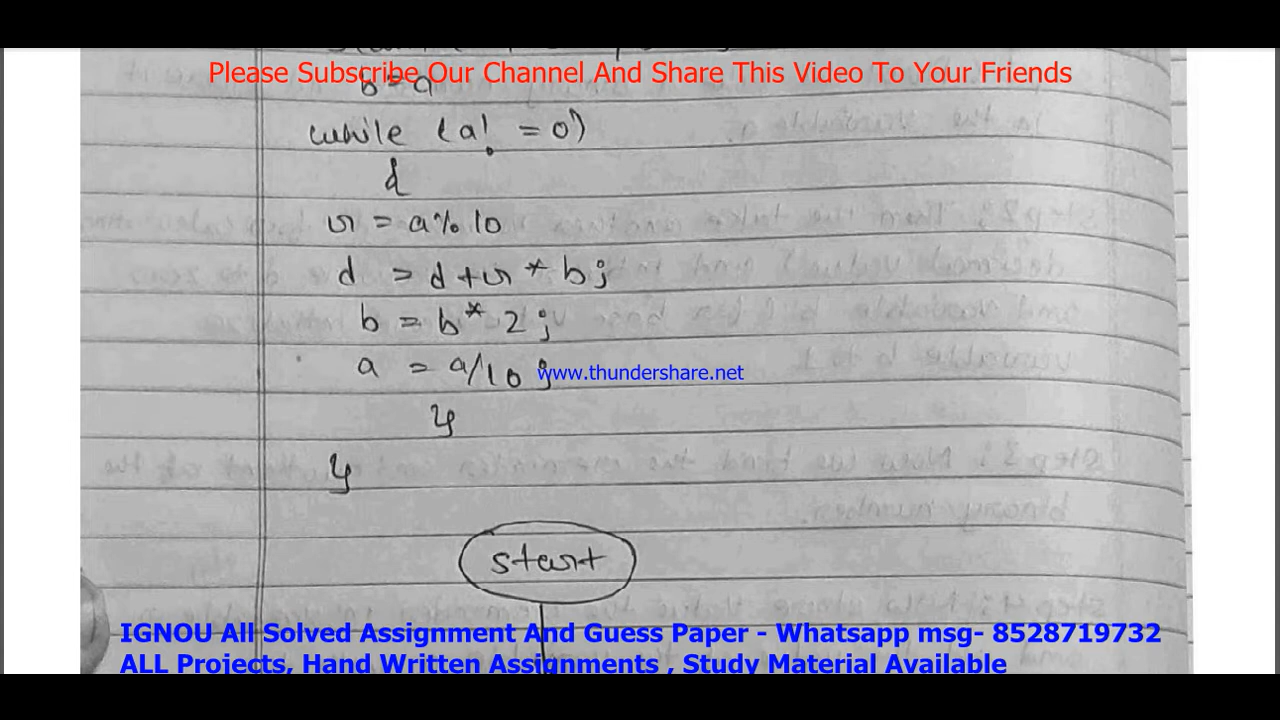 Please Subscribe Our Channel And Share This Video To Your Friends
b = a
while (a! = 0)
{
r = a % 10
d = d + r * b;
b = b * 2;
a = a/10;
www.thundershare.net
}
}
start
IGNOU All Solved Assignment And Guess Paper - Whatsapp msg- 8528719732
ALL Projects, Hand Written Assignments , Study Material Available